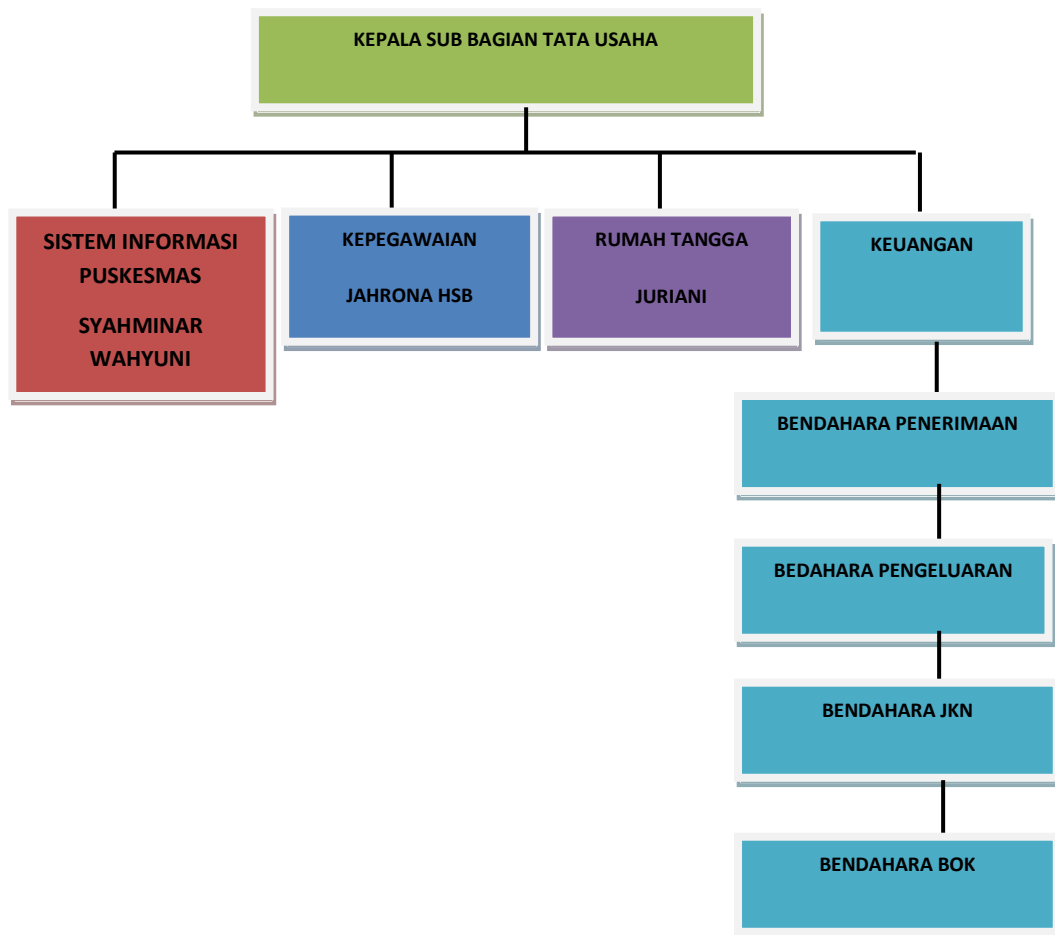 KEPALA SUB BAGIAN TATA USAHA
SISTEM INFORMASI
PUSKESMAS
SYAHMINAR
WAHYUNI
KEPEGAWAIAN
JAHRONA HSB
RUMAH TANGGA
JURIANI
KEUANGAN
BENDAHARA PENERIMAAN
BEDAHARA PENGELUARAN
BENDAHARA JKN
BENDAHARA BOK